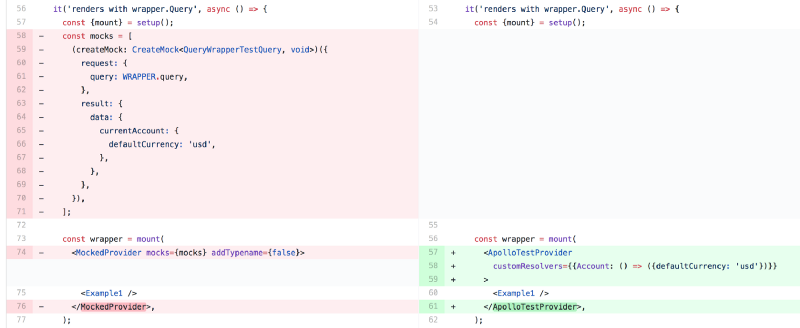 56 it('renders with wrapper.Query', async () => {
57 const {mount} = setup();
58 - const mocks = [
59 - (createMock: CreateMock<QueryWrapperTestQuery, void>)({
60 - request: {
61 - query: WRAPPER.query,
62 - },
63 - result: {
64 - data: {
65 - currentAccount: {
66 - defaultCurrency: 'usd',
67 - },
68 - },
69 - },
70 - }),
71 - ];
72
73 const wrapper = mount(
74 - <MockedProvider mocks={mocks} addTypename={false}>
75 <Example1 />
76 - </MockedProvider>,
77 );
53 it('renders with wrapper.Query', async () => {
54 const {mount} = setup();
55
56 const wrapper = mount(
57 + <ApolloTestProvider
58 + customResolvers={{Account: () => ({defaultCurrency: 'usd'})}}
59 + >
60 <Example1 />
61 + </ApolloTestProvider>,
62 );